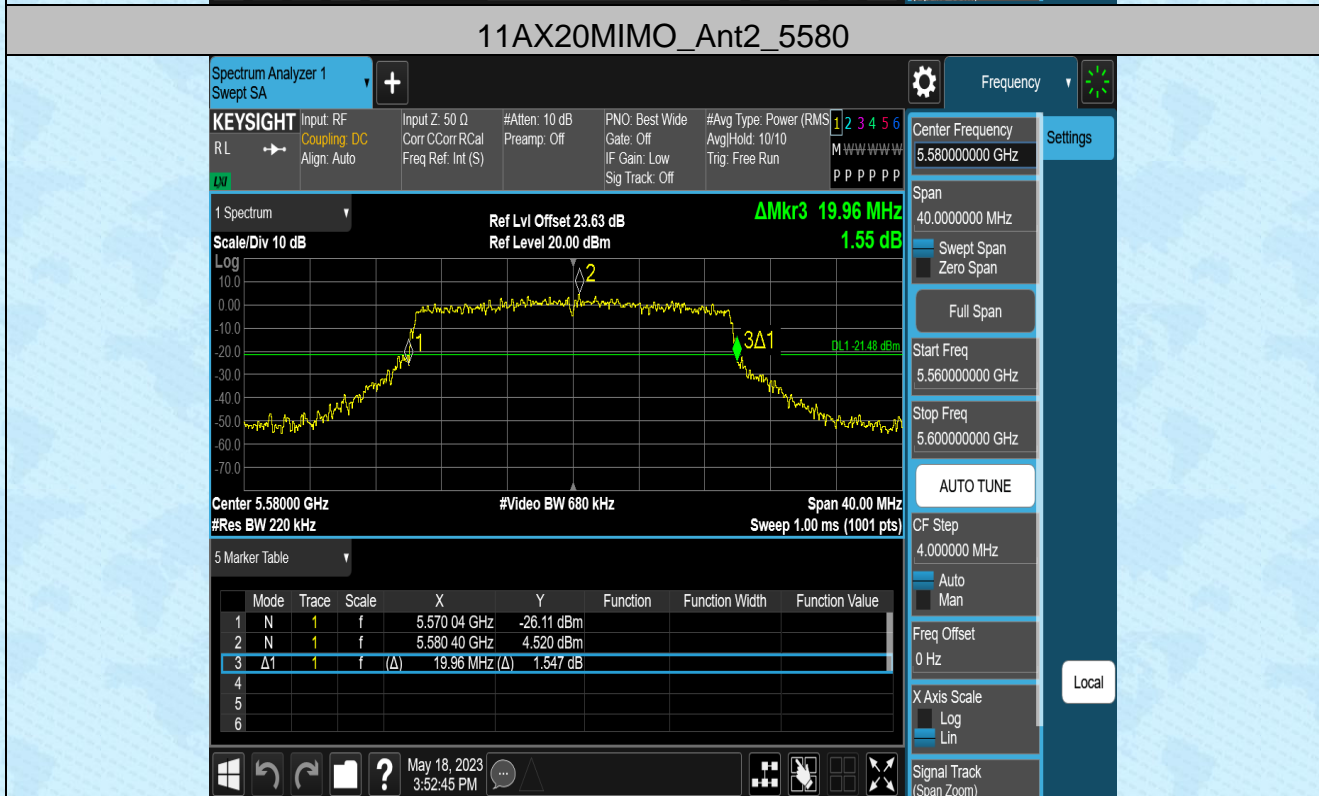 11AX20MIMO_Ant2_5580
Spectrum Analyzer 1
Swept SA
+
Frequency
KEYSIGHT
RL
LXI
Input: RF
Coupling: DC
Align: Auto
Input Z: 50 Ω
Corr CCorr RCal
Freq Ref: Int (S)
#Atten: 10 dB
Preamp: Off
PNO: Best Wide
Gate: Off
IF Gain: Low
Sig Track: Off
#Avg Type: Power (RMS
Avg|Hold: 10/10
Trig: Free Run
1 2 3 4 5 6
M W W W W W
P P P P P P
1 Spectrum
Scale/Div 10 dB
Ref Lvl Offset 23.63 dB
Ref Level 20.00 dBm
ΔMkr3 19.96 MHz
1.55 dB
Log
10.0
0.00
-10.0
-20.0
-30.0
-40.0
-50.0
-60.0
-70.0
2
1
3Δ1
DL1 -21.48 dBm
Center 5.58000 GHz
#Video BW 680 kHz
Span 40.00 MHz
#Res BW 220 kHz
Sweep 1.00 ms (1001 pts)
5 Marker Table
Mode Trace Scale X Y Function Function Width Function Value
1 N 1 f 5.570 04 GHz -26.11 dBm
2 N 1 f 5.580 40 GHz 4.520 dBm
3 Δ1 1 f (Δ) 19.96 MHz (Δ) 1.547 dB
4
5
6
?
May 18, 2023
3:52:45 PM
Center Frequency
5.580000000 GHz
Settings
Span
40.0000000 MHz
Swept Span
Zero Span
Full Span
Start Freq
5.560000000 GHz
Stop Freq
5.600000000 GHz
AUTO TUNE
CF Step
4.000000 MHz
Auto
Man
Freq Offset
0 Hz
Local
X Axis Scale
Log
Lin
Signal Track
(Span Zoom)